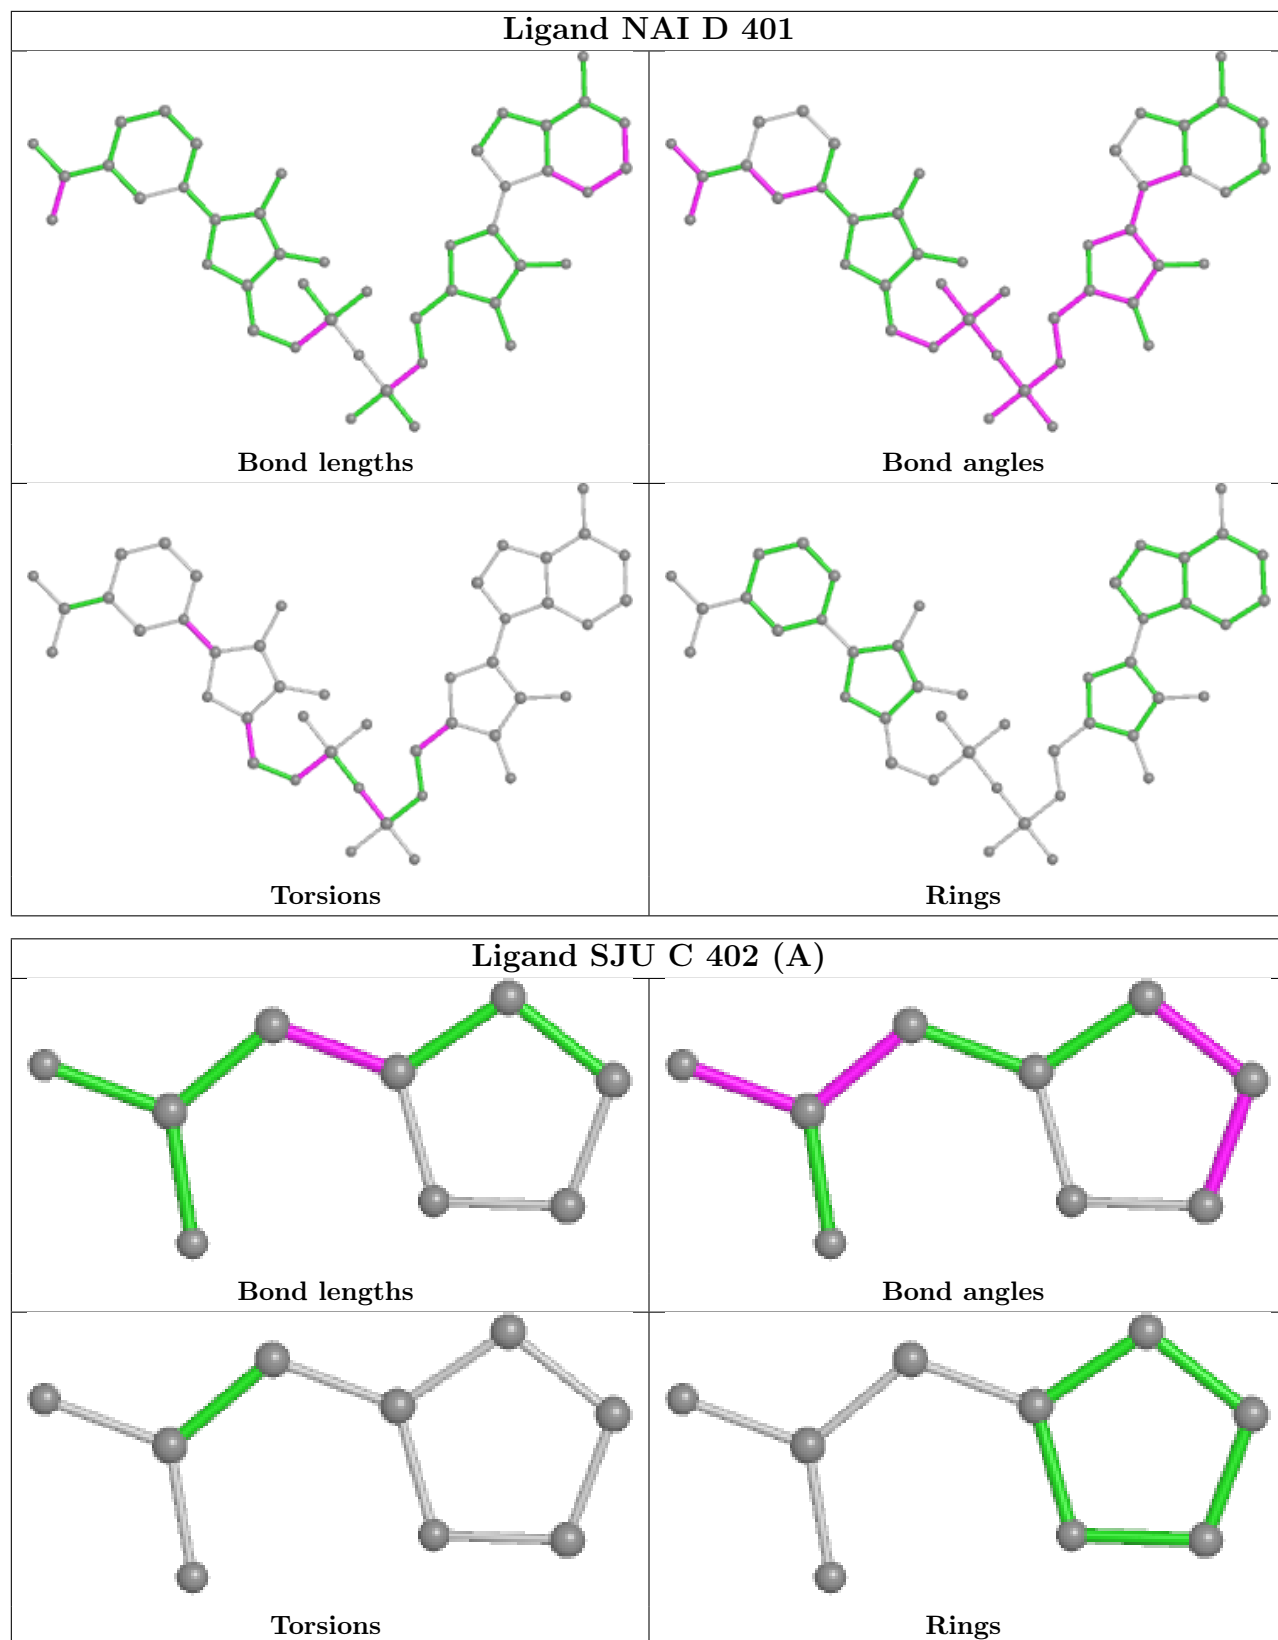 Ligand NAI D 401
Bond lengths
Bond angles
Torsions
Rings
Ligand SJU C 402 (A)
Bond lengths
Bond angles
Torsions
Rings